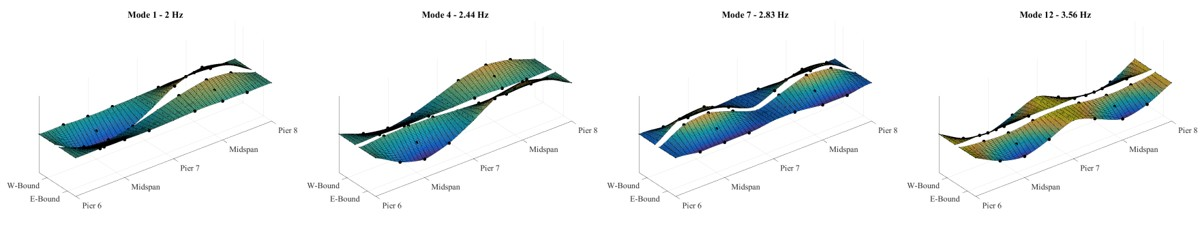 Mode 1 - 2 Hz
Pier 8
Midspan
Pier 7
Midspan
W-Bound
E-Bound
Pier 6
Mode 4 - 2.44 Hz
Pier 8
Midspan
Pier 7
Midspan
W-Bound
E-Bound
Pier 6
Mode 7 - 2.83 Hz
Pier 8
Midspan
Pier 7
Midspan
W-Bound
E-Bound
Pier 6
Mode 12 - 3.56 Hz
Pier 8
Midspan
Pier 7
Midspan
W-Bound
E-Bound
Pier 6